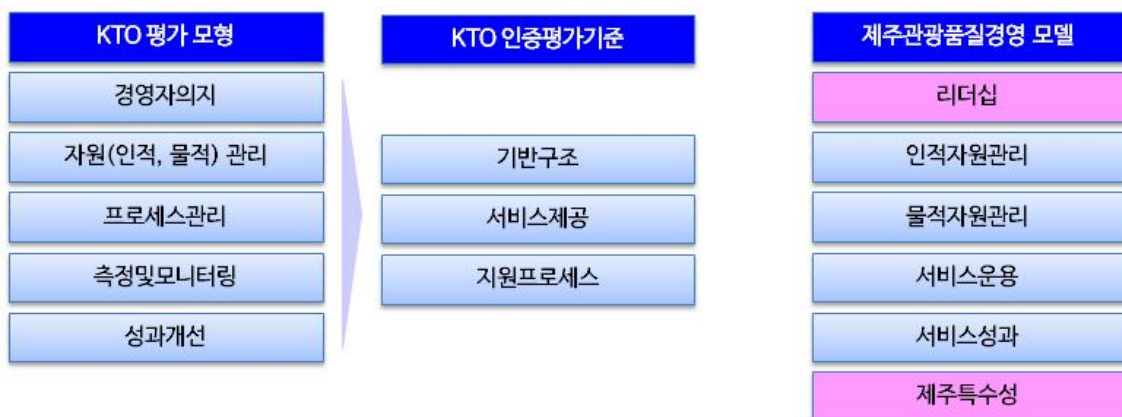 KTO 평가 모형
경영자의지
자원(인적, 물적) 관리
프로세스관리
측정및모니터링
성과개선
KTO 인증평가기준
기반구조
서비스제공
지원프로세스
제주관광품질경영 모델
리더십
인적자원관리
물적자원관리
서비스운용
서비스성과
제주특수성